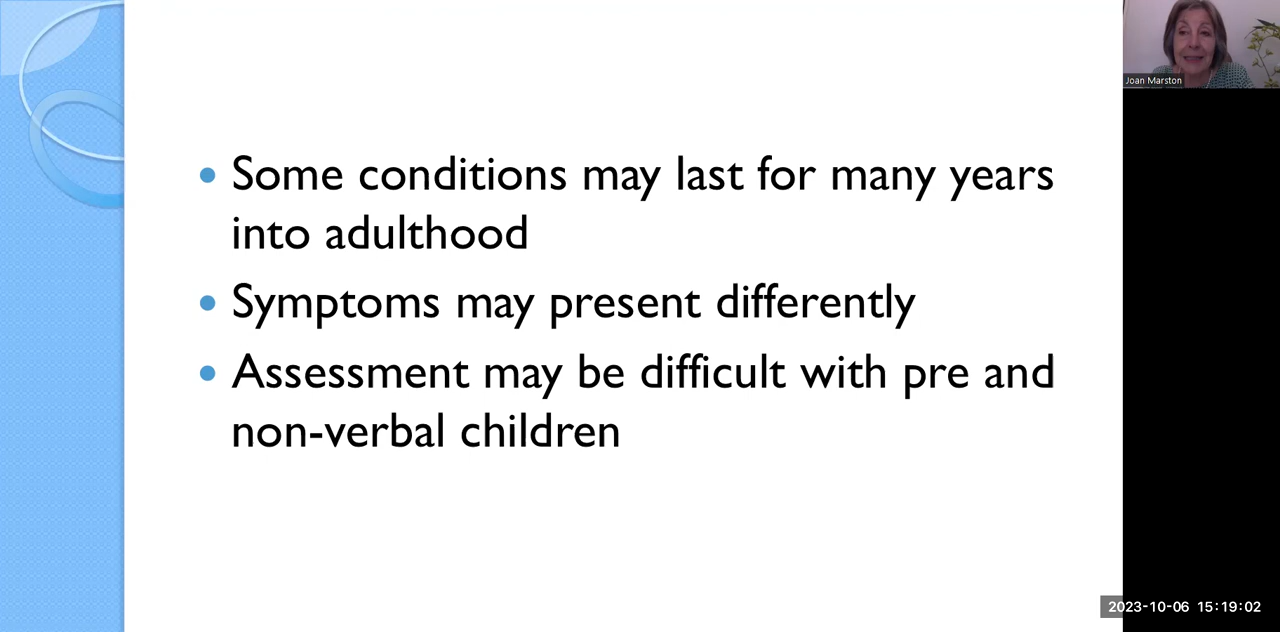 Some conditions may last for many years
into adulthood
Symptoms may present differently
Assessment may be difficult with pre and
non-verbal children
Joan Marston
2023-10-06 15:19:02